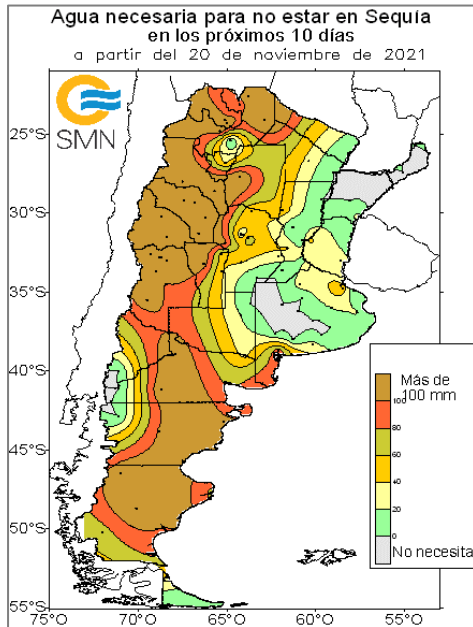 Agua necesaria para no estar en Sequía
en los próximos 10 días
a partir del 20 de noviembre de 2021
SMN
25°S
30°S
35°S
40°S
45°S
50°S
55°S
75°O
70°O
65°O
60°O
55°O
Más de
100 mm
100
80
60
40
20
0
No necesita